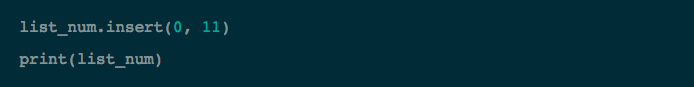 list_num.insert(0, 11)
print(list_num)